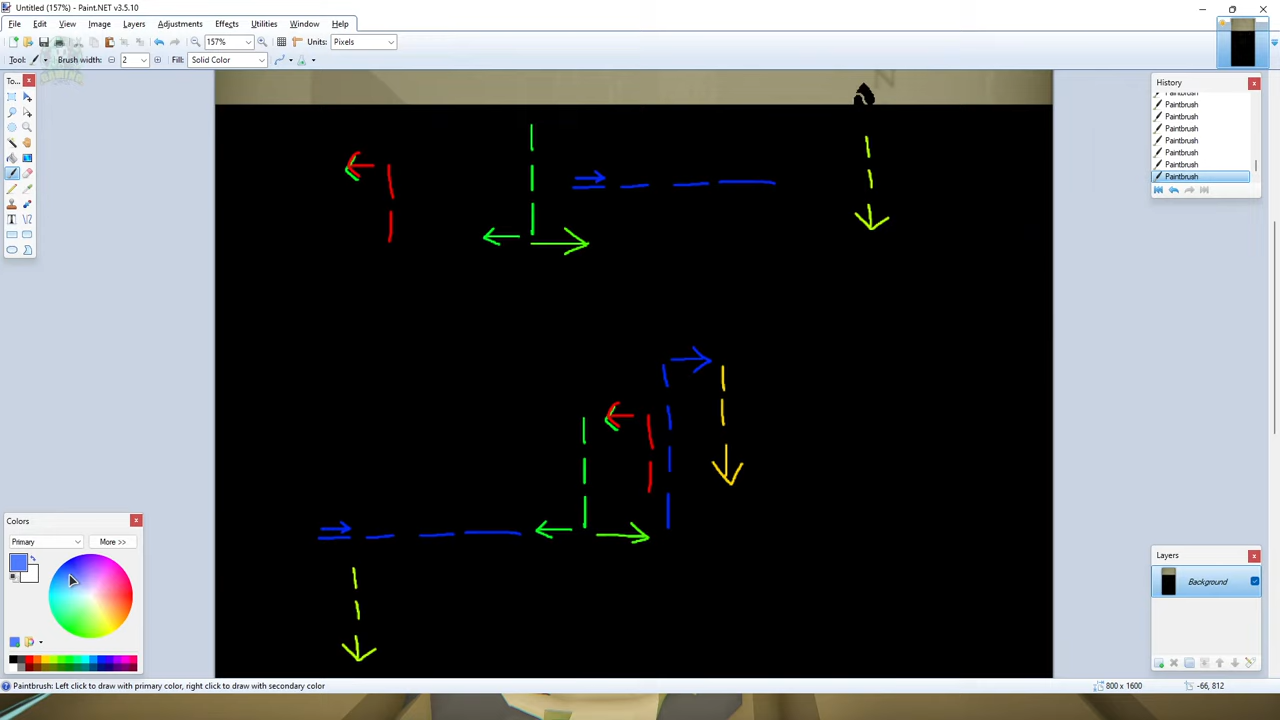 Untitled (157%) - Paint.NET v3.5.10
File Edit View Image Layers Adjustments Effects Utilities Window Help
157% Units: Pixels
Tool: Brush width: 2 Fill: Solid Color
To...
History
Paintbrush
Paintbrush
Paintbrush
Paintbrush
Paintbrush
Paintbrush
Paintbrush
Paintbrush
Colors
Primary More >>
Layers
Background
Paintbrush: Left click to draw with primary color, right click to draw with secondary color
800 x 1600
-66, 812